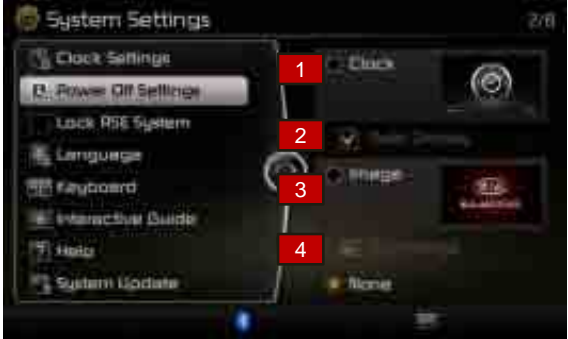 System Settings
2/8
Clock Settings
Power Off Settings
Lock RSE System
Language
Keyboard
Interactive Guide
Help
System Update
1
Clock
2
3
Image
4
None